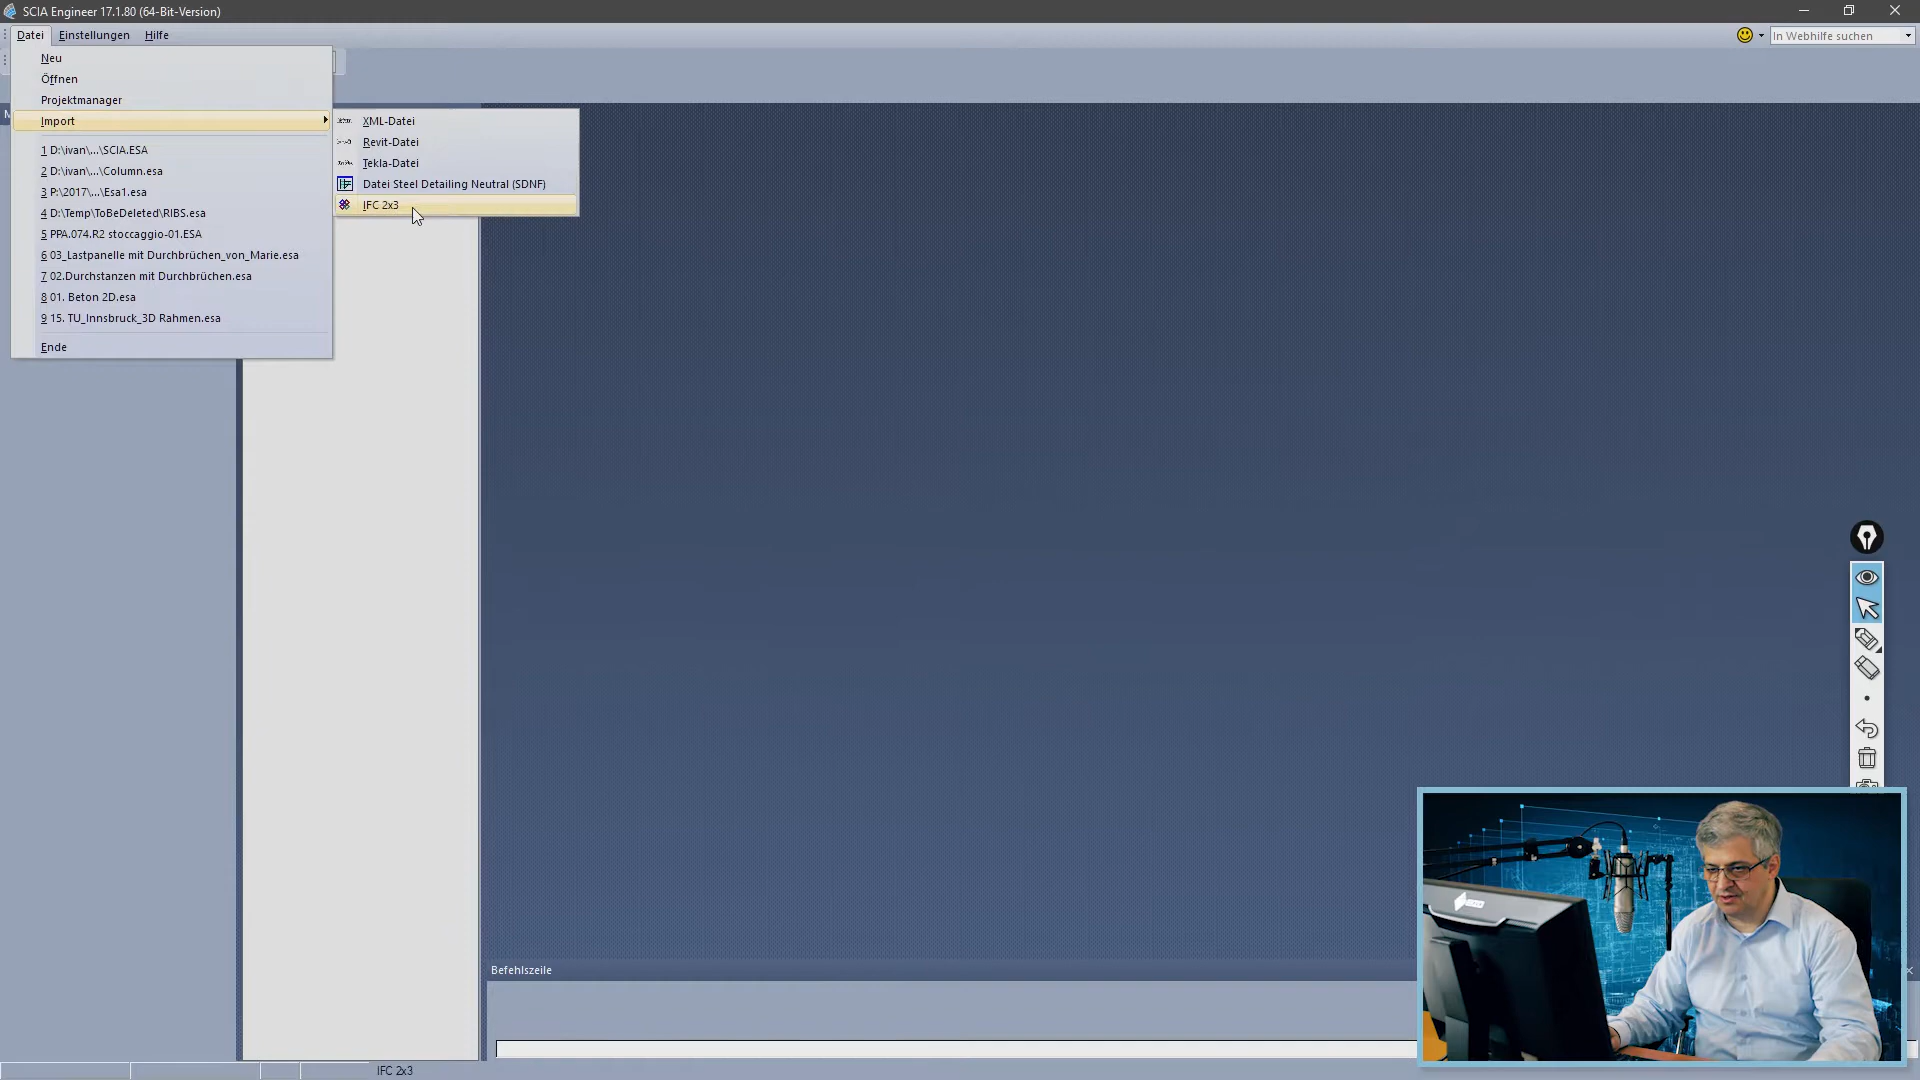 SCIA Engineer 17.1.80 (64-Bit-Version)
Datei Einstellungen Hilfe
In Webhilfe suchen
Neu
Öffnen
Projektmanager
Import
1 D:\ivan\...\SCIA.ESA
2 D:\ivan\...\Column.esa
3 P:\2017\...\Esa1.esa
4 D:\Temp\ToBeDeleted\RIBS.esa
5 PPA.074.R2 stoccaggio-01.ESA
6 03_Lastpanelle mit Durchbrüchen_von_Marie.esa
7 02.Durchstanzen mit Durchbrüchen.esa
8 01. Beton 2D.esa
9 15. TU_Innsbruck_3D Rahmen.esa
Ende
XML-Datei
Revit-Datei
Tekla-Datei
Datei Steel Detailing Neutral (SDNF)
IFC 2x3
Befehlszeile
IFC 2x3